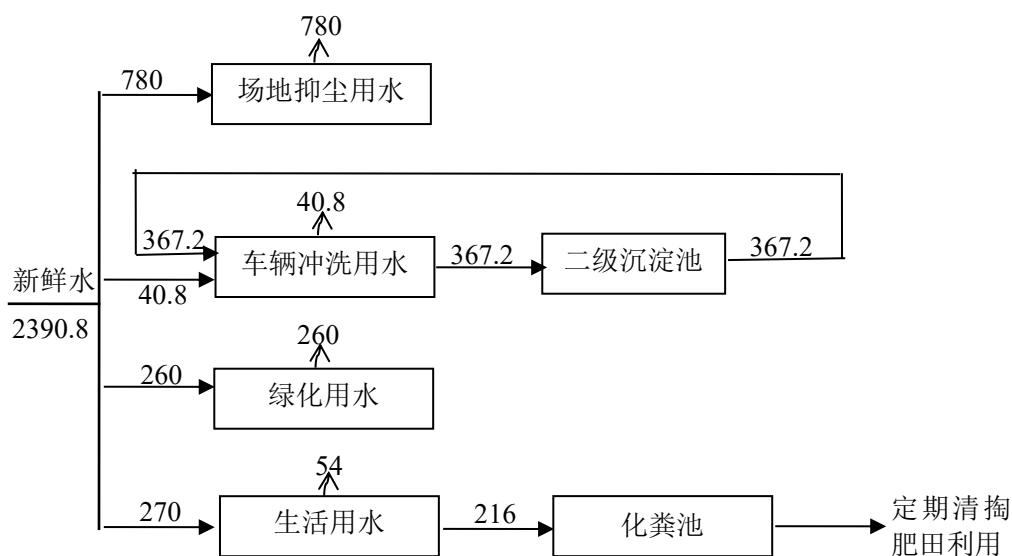 780
780
场地抑尘用水
40.8
367.2
车辆冲洗用水
367.2
二级沉淀池
367.2
新鲜水
40.8
2390.8
260
260
绿化用水
54
270
生活用水
216
化粪池
定期清掏
肥田利用